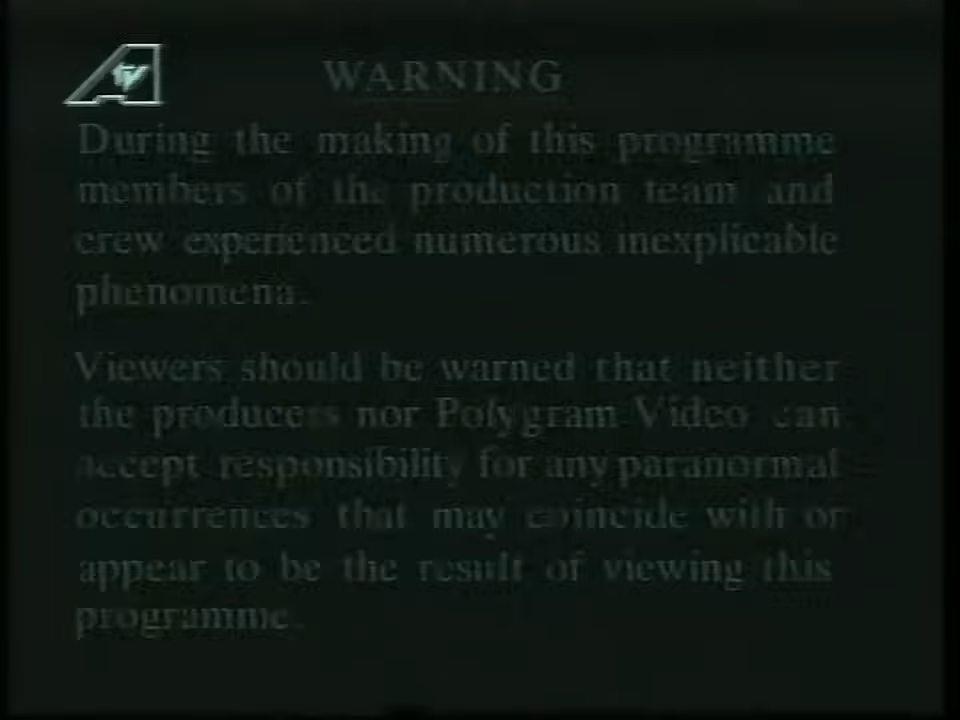 A tv
WARNING
During the making of this programme
members of the production team and
crew experienced numerous inexplicable
phenomena.
Viewers should be warned that neither
the producers nor Polygram Video can
accept responsibility for any paranormal
occurrences that may coincide with or
appear to be the result of viewing this
programme.